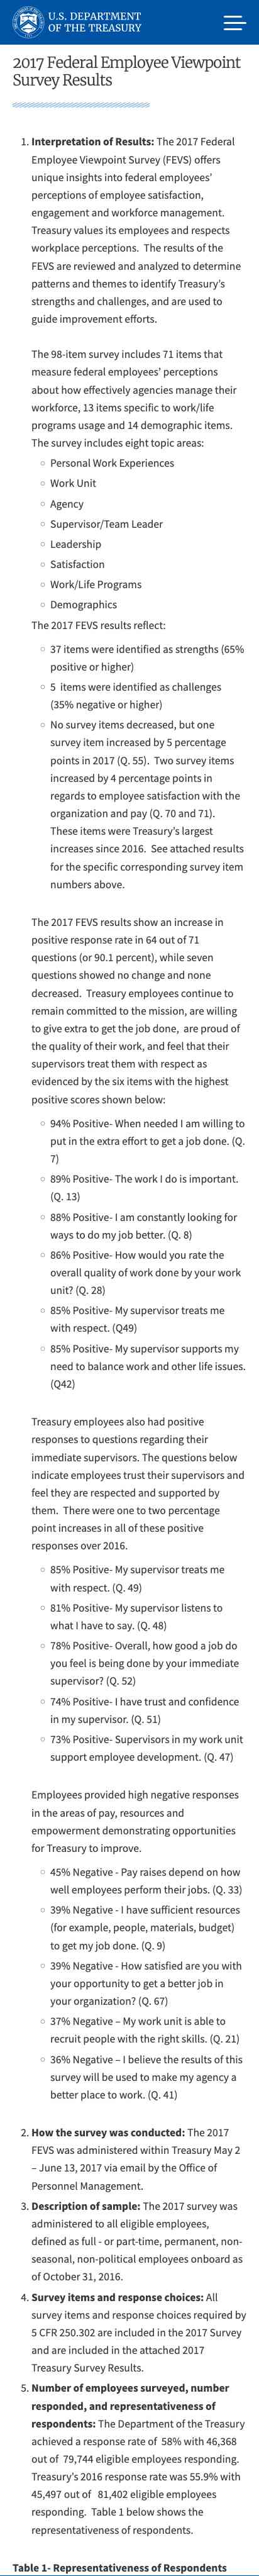 U.S. DEPARTMENT
OF THE TREASURY
2017 Federal Employee Viewpoint
Survey Results
1. Interpretation of Results: The 2017 Federal
Employee Viewpoint Survey (FEVS) offers
unique insights into federal employees’
perceptions of employee satisfaction,
engagement and workforce management.
Treasury values its employees and respects
workplace perceptions.  The results of the
FEVS are reviewed and analyzed to determine
patterns and themes to identify Treasury’s
strengths and challenges, and are used to
guide improvement efforts.
The 98-item survey includes 71 items that
measure federal employees’ perceptions
about how effectively agencies manage their
workforce, 13 items specific to work/life
programs usage and 14 demographic items.
The survey includes eight topic areas:
Personal Work Experiences
Work Unit
Agency
Supervisor/Team Leader
Leadership
Satisfaction
Work/Life Programs
Demographics
The 2017 FEVS results reflect:
37 items were identified as strengths (65%
positive or higher)
5  items were identified as challenges
(35% negative or higher)
No survey items decreased, but one
survey item increased by 5 percentage
points in 2017 (Q. 55).  Two survey items
increased by 4 percentage points in
regards to employee satisfaction with the
organization and pay (Q. 70 and 71).
These items were Treasury’s largest
increases since 2016.  See attached results
for the specific corresponding survey item
numbers above.
The 2017 FEVS results show an increase in
positive response rate in 64 out of 71
questions (or 90.1 percent), while seven
questions showed no change and none
decreased.  Treasury employees continue to
remain committed to the mission, are willing
to give extra to get the job done,  are proud of
the quality of their work, and feel that their
supervisors treat them with respect as
evidenced by the six items with the highest
positive scores shown below:
94% Positive- When needed I am willing to
put in the extra effort to get a job done. (Q.
7)
89% Positive- The work I do is important.
(Q. 13)
88% Positive- I am constantly looking for
ways to do my job better. (Q. 8)
86% Positive- How would you rate the
overall quality of work done by your work
unit? (Q. 28)
85% Positive- My supervisor treats me
with respect. (Q49)
85% Positive- My supervisor supports my
need to balance work and other life issues.
(Q42)
Treasury employees also had positive
responses to questions regarding their
immediate supervisors. The questions below
indicate employees trust their supervisors and
feel they are respected and supported by
them.  There were one to two percentage
point increases in all of these positive
responses over 2016.
85% Positive- My supervisor treats me
with respect. (Q. 49)
81% Positive- My supervisor listens to
what I have to say. (Q. 48)
78% Positive- Overall, how good a job do
you feel is being done by your immediate
supervisor? (Q. 52)
74% Positive- I have trust and confidence
in my supervisor. (Q. 51)
73% Positive- Supervisors in my work unit
support employee development. (Q. 47)
Employees provided high negative responses
in the areas of pay, resources and
empowerment demonstrating opportunities
for Treasury to improve.
45% Negative - Pay raises depend on how
well employees perform their jobs. (Q. 33)
39% Negative - I have sufficient resources
(for example, people, materials, budget)
to get my job done. (Q. 9)
39% Negative - How satisfied are you with
your opportunity to get a better job in
your organization? (Q. 67)
37% Negative – My work unit is able to
recruit people with the right skills. (Q. 21)
36% Negative – I believe the results of this
survey will be used to make my agency a
better place to work. (Q. 41)
2. How the survey was conducted: The 2017
FEVS was administered within Treasury May 2
– June 13, 2017 via email by the Office of
Personnel Management.
3. Description of sample: The 2017 survey was
administered to all eligible employees,
defined as full - or part-time, permanent, non-
seasonal, non-political employees onboard as
of October 31, 2016.
4. Survey items and response choices: All
survey items and response choices required by
5 CFR 250.302 are included in the 2017 Survey
and are included in the attached 2017
Treasury Survey Results.
5. Number of employees surveyed, number
responded, and representativeness of
respondents: The Department of the Treasury
achieved a response rate of  58% with 46,368
out of  79,744 eligible employees responding.
Treasury’s 2016 response rate was 55.9% with
45,497 out of   81,402 eligible employees
responding.  Table 1 below shows the
representativeness of respondents.
Table 1- Representativeness of Respondents